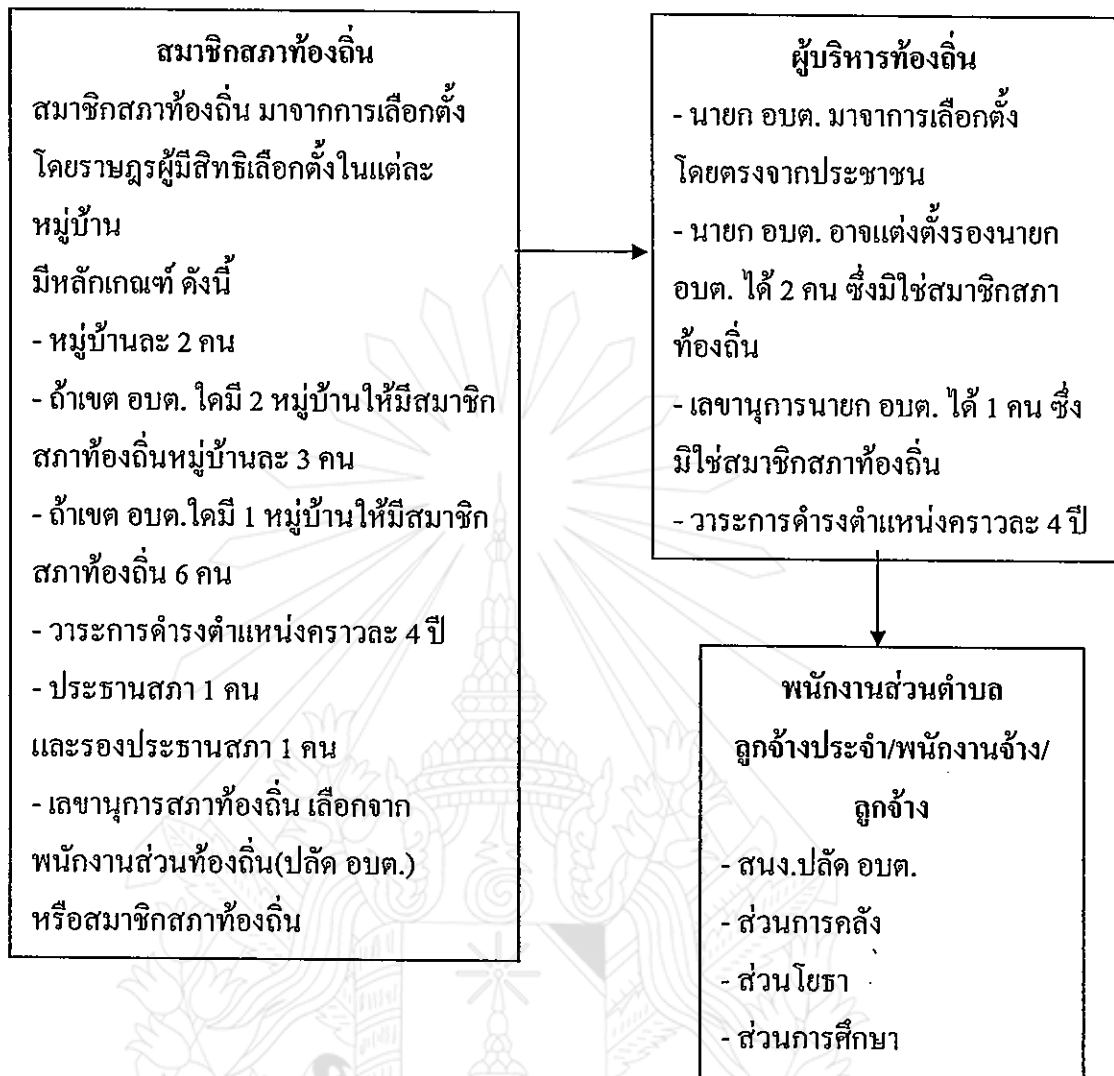 สมาชิกสภาท้องถิ่น
สมาชิกสภาท้องถิ่น มาจากการเลือกตั้ง
โดยราษฎรผู้มีสิทธิเลือกตั้งในแต่ละ
หมู่บ้าน
มีหลักเกณฑ์ ดังนี้
- หมู่บ้านละ 2 คน
- ถ้าเขต อบต. ใดมี 2 หมู่บ้านให้มีสมาชิก
สภาท้องถิ่นหมู่บ้านละ 3 คน
- ถ้าเขต อบต.ใดมี 1 หมู่บ้านให้มีสมาชิก
สภาท้องถิ่น 6 คน
- วาระการดำรงตำแหน่งคราวละ 4 ปี
- ประธานสภา 1 คน
และรองประธานสภา 1 คน
- เลขานุการสภาท้องถิ่น เลือกจาก
พนักงานส่วนท้องถิ่น(ปลัด อบต.)
หรือสมาชิกสภาท้องถิ่น
ผู้บริหารท้องถิ่น
- นายก อบต. มาจาการเลือกตั้ง
โดยตรงจากประชาชน
- นายก อบต. อาจแต่งตั้งรองนายก
อบต. ได้ 2 คน ซึ่งมิใช่สมาชิกสภา
ท้องถิ่น
- เลขานุการนายก อบต. ได้ 1 คน ซึ่ง
มิใช่สมาชิกสภาท้องถิ่น
- วาระการดำรงตำแหน่งคราวละ 4 ปี
พนักงานส่วนตำบล
ลูกจ้างประจำ/พนักงานจ้าง/
ลูกจ้าง
- สนง.ปลัด อบต.
- ส่วนการคลัง
- ส่วนโยธา
- ส่วนการศึกษา